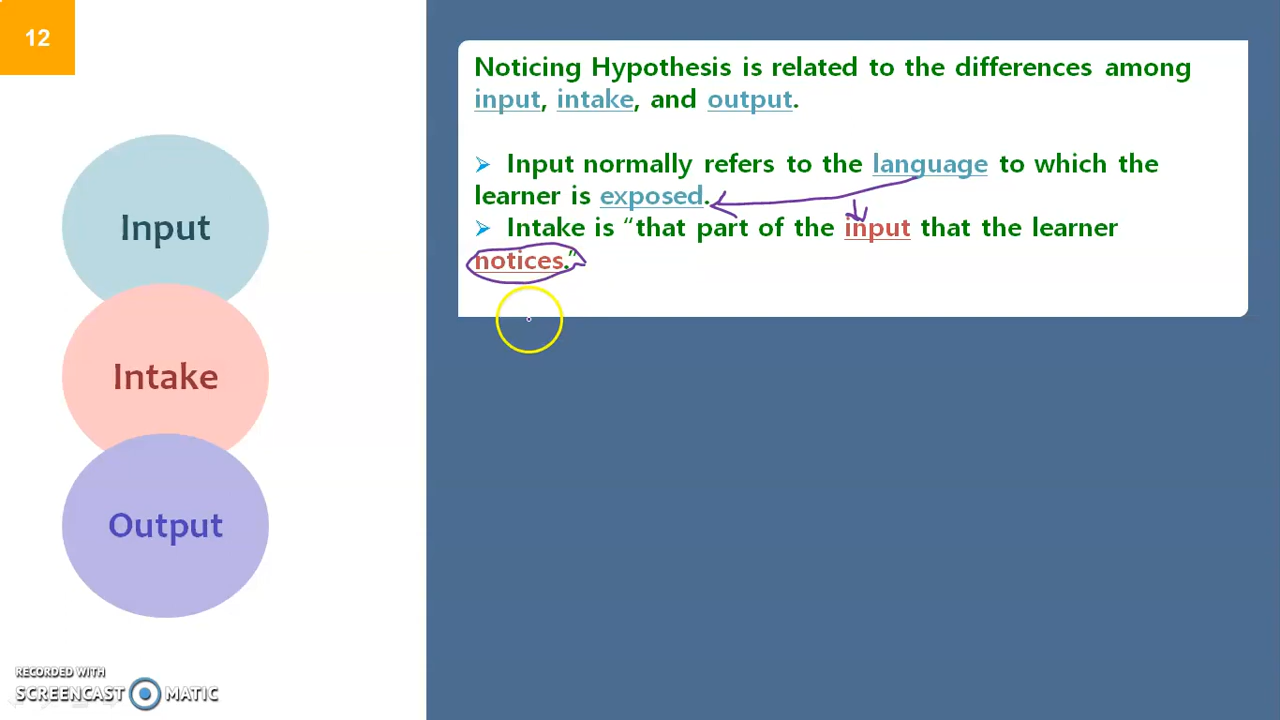 12
Noticing Hypothesis is related to the differences among
input, intake, and output.
➢ Input normally refers to the language to which the
learner is exposed.
➢ Intake is “that part of the input that the learner
notices.”
Input
Intake
Output
RECORDED WITH
SCREENCAST MATIC